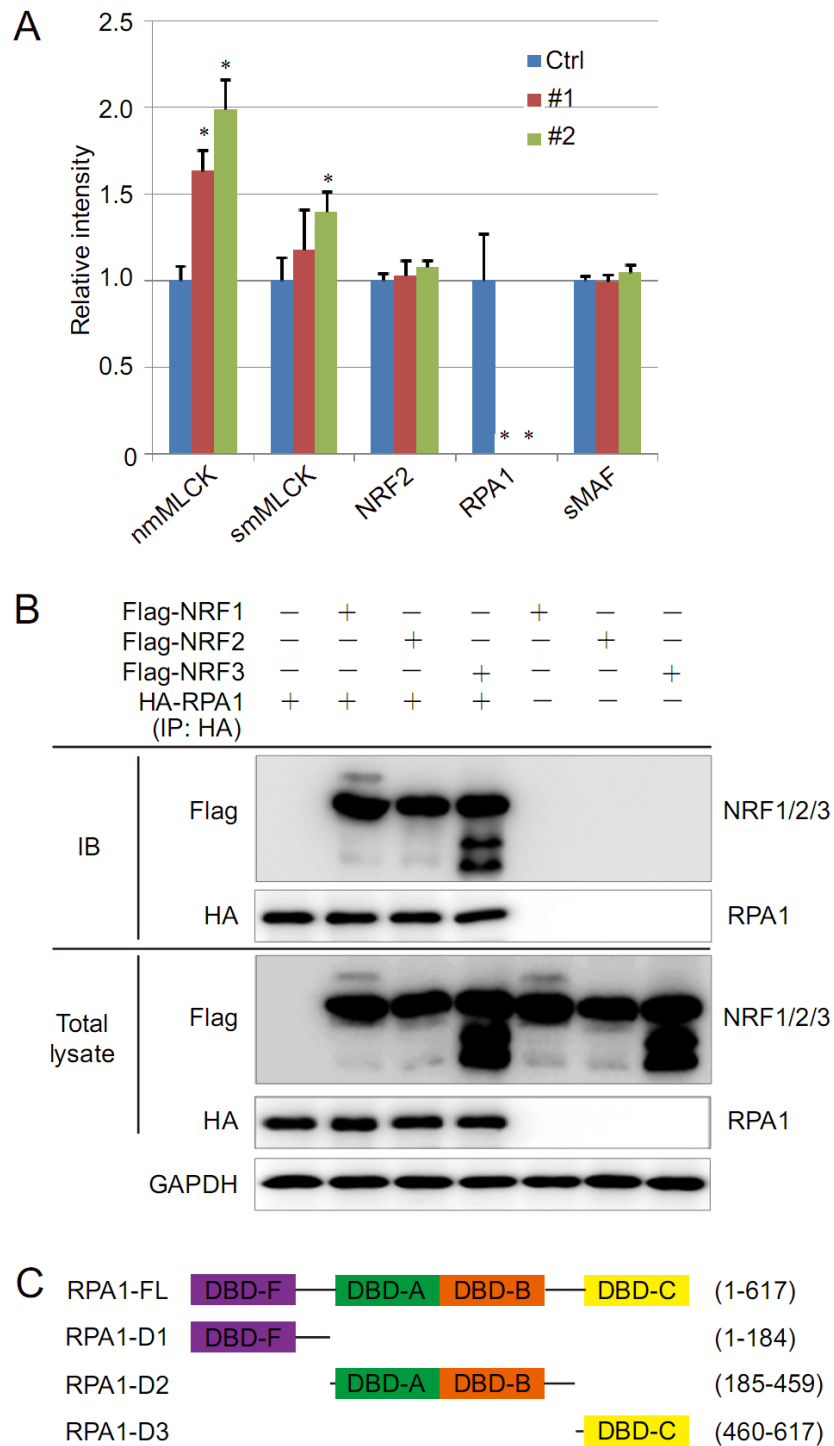 A
2.5
2.0
1.5
1.0
0.5
0
Relative intensity
Ctrl
#1
#2
* *
*
* *
nmMLCK
smMLCK
NRF2
RPA1
sMAF
B
Flag-NRF1 − + − − + − −
Flag-NRF2 − − + − − + −
Flag-NRF3 − − − + − − +
HA-RPA1 + + + + − − −
(IP: HA)
IB
Flag NRF1/2/3
HA RPA1
Total
lysate
Flag NRF1/2/3
HA RPA1
GAPDH
C
RPA1-FL DBD-F DBD-A DBD-B DBD-C (1-617)
RPA1-D1 DBD-F (1-184)
RPA1-D2 DBD-A DBD-B (185-459)
RPA1-D3 DBD-C (460-617)